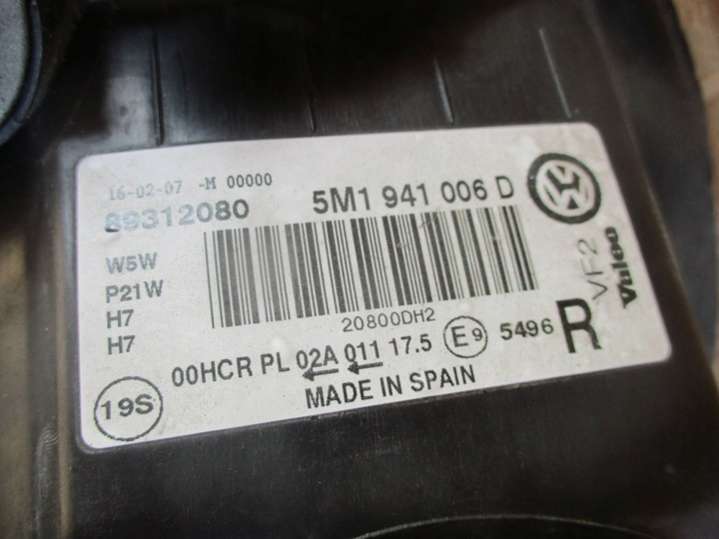 16-02-07 -M 00000
89312080 5M1 941 006 D
W5W
P21W
H7
H7
20800DH2
VF2
Valeo
19S
00HCR PL 02A 011 17.5 E9 5496 R
MADE IN SPAIN